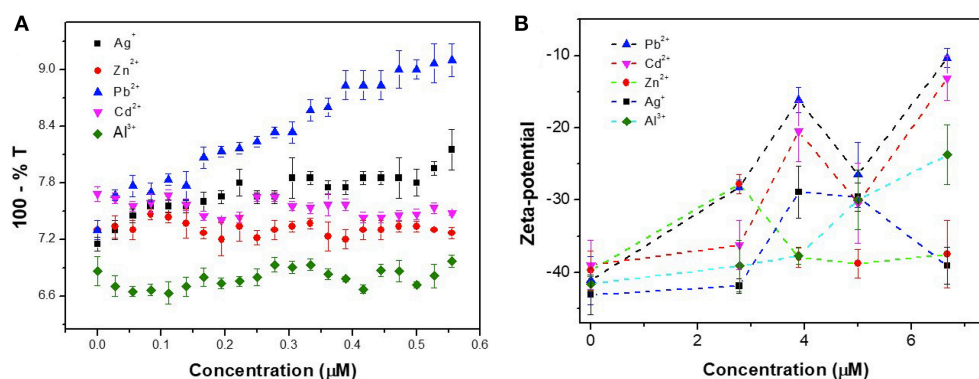 A
100 - % T
9.0
8.4
7.8
7.2
6.6
Ag⁺
Zn²⁺
Pb²⁺
Cd²⁺
Al³⁺
0.0 0.1 0.2 0.3 0.4 0.5 0.6
Concentration (μM)
B
Zeta-potential
-10
-20
-30
-40
Pb²⁺
Cd²⁺
Zn²⁺
Ag⁺
Al³⁺
0 2 4 6
Concentration (μM)